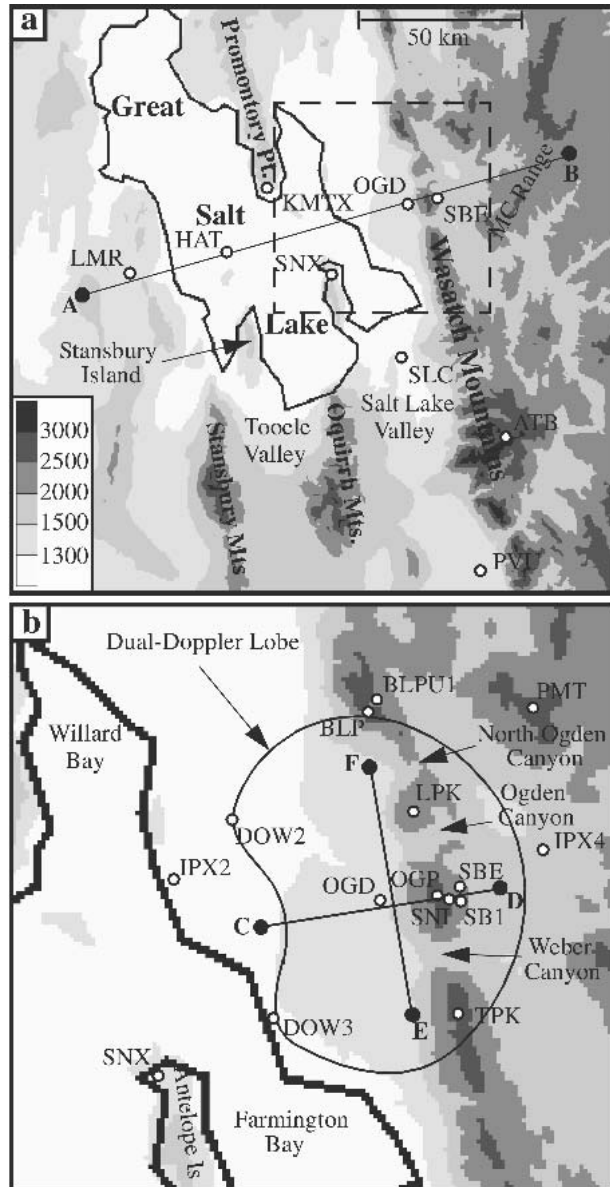 a
50 km
Promontory Pt.
Great
Salt
Lake
KMTX
OGD
SBE
MC Range
B
HAT
LMR
SNX
A
Wasatch Mountains
Stansbury
Island
SLC
Salt Lake
Valley
Tooele
Valley
Stansbury Mts
Oquirrh Mts.
ATB
PVU
3000
2500
2000
1500
1300
b
Dual-Doppler Lobe
Willard
Bay
BLPU1
PMT
BLP
North Ogden
Canyon
F
LPK
Ogden
Canyon
DOW2
IPX4
IPX2
SBE
OGD
OGP
D
C
SNI
SB1
Weber
Canyon
DOW3
E
TPK
SNX
Antelope Is
Farmington
Bay